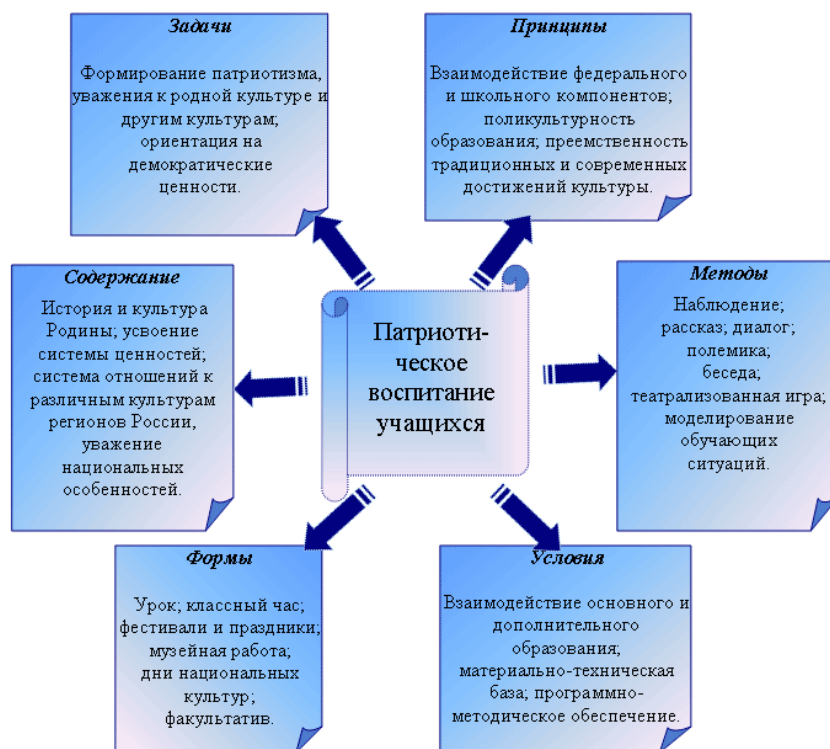 Задачи
Формирование патриотизма,
уважения к родной культуре и
другим культурам;
ориентация на
демократические
ценности.
Принципы
Взаимодействие федерального
и школьного компонентов;
поликультурность
образования; преемственность
традиционных и современных
достижений культуры.
Содержание
История и культура
Родины; усвоение
системы ценностей;
система отношений к
различным культурам
регионов России,
уважение
национальных
особенностей.
Патриоти-
ческое
воспитание
учащихся
Методы
Наблюдение;
рассказ; диалог;
полемика;
беседа;
театрализованная игра;
моделирование
обучающих
ситуаций.
Формы
Урок; классный час;
фестивали и праздники;
музейная работа;
дни национальных
культур;
факультатив.
Условия
Взаимодействие основного и
дополнительного
образования;
материально-техническая
база; программно-
методическое обеспечение.